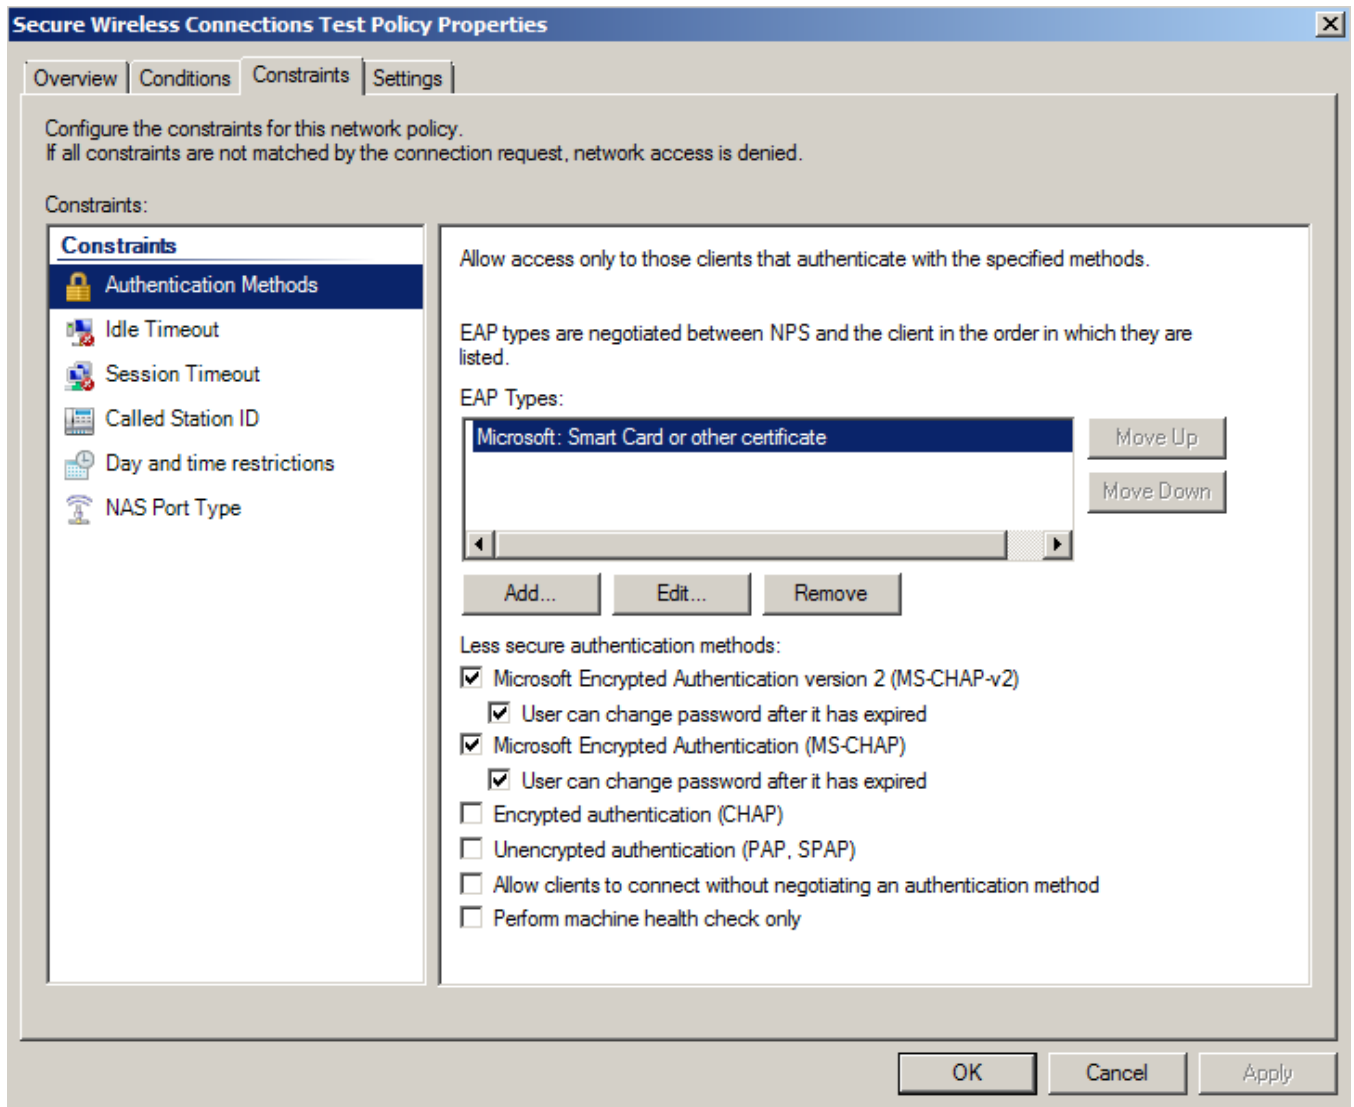 Secure Wireless Connections Test Policy Properties
Overview
Conditions
Constraints
Settings
Configure the constraints for this network policy.
If all constraints are not matched by the connection request, network access is denied.
Constraints:
Constraints
Authentication Methods
Idle Timeout
Session Timeout
Called Station ID
Day and time restrictions
NAS Port Type
Allow access only to those clients that authenticate with the specified methods.
EAP types are negotiated between NPS and the client in the order in which they are
listed.
EAP Types:
Microsoft: Smart Card or other certificate
Move Up
Move Down
Add...
Edit...
Remove
Less secure authentication methods:
Microsoft Encrypted Authentication version 2 (MS-CHAP-v2)
User can change password after it has expired
Microsoft Encrypted Authentication (MS-CHAP)
User can change password after it has expired
Encrypted authentication (CHAP)
Unencrypted authentication (PAP, SPAP)
Allow clients to connect without negotiating an authentication method
Perform machine health check only
OK
Cancel
Apply